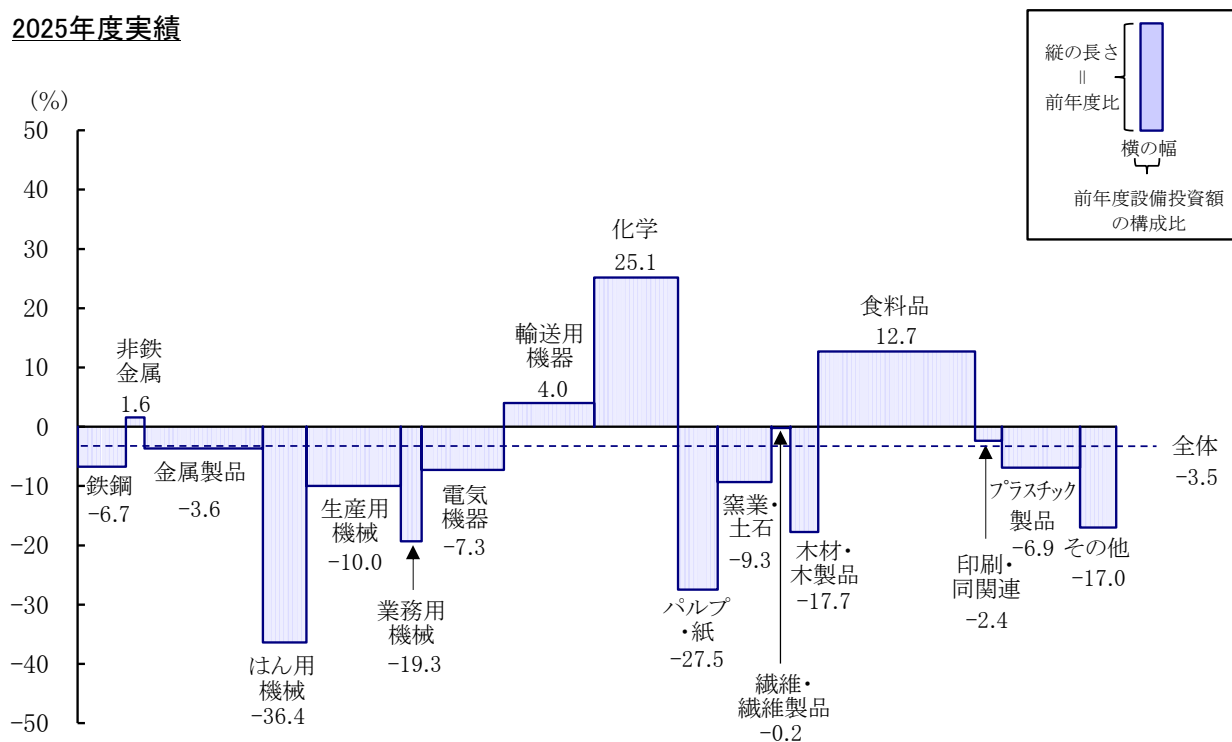 2025年度実績
縦の長さ
||
前年度比
横の幅
前年度設備投資額
の構成比
(%)
50
40
30
20
10
0
-10
-20
-30
-40
-50
鉄鋼
-6.7
非鉄
金属
1.6
金属製品
-3.6
はん用
機械
-36.4
生産用
機械
-10.0
業務用
機械
-19.3
電気
機器
-7.3
輸送用
機器
4.0
化学
25.1
パルプ
・紙
-27.5
窯業・
土石
-9.3
繊維・
繊維製品
-0.2
木材・
木製品
-17.7
食料品
12.7
印刷・
同関連
-2.4
プラスチック
製品
-6.9
その他
-17.0
全体
-3.5